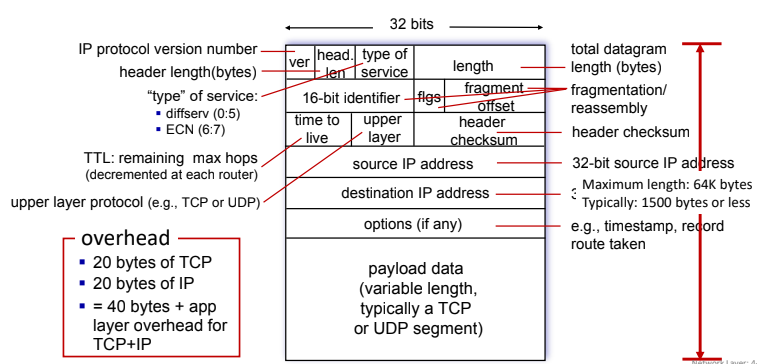 32 bits
IP protocol version number
header length(bytes)
“type” of service:
▪ diffserv (0:5)
▪ ECN (6:7)
TTL: remaining max hops
(decremented at each router)
upper layer protocol (e.g., TCP or UDP)
overhead
▪ 20 bytes of TCP
▪ 20 bytes of IP
▪ = 40 bytes + app
layer overhead for
TCP+IP
ver
head.
len
type of
service
length
16-bit identifier
flgs
fragment
offset
time to
live
upper
layer
header
checksum
source IP address
destination IP address
options (if any)
payload data
(variable length,
typically a TCP
or UDP segment)
total datagram
length (bytes)
fragmentation/
reassembly
header checksum
32-bit source IP address
Maximum length: 64K bytes
Typically: 1500 bytes or less
e.g., timestamp, record
route taken
Network Layer: 4-